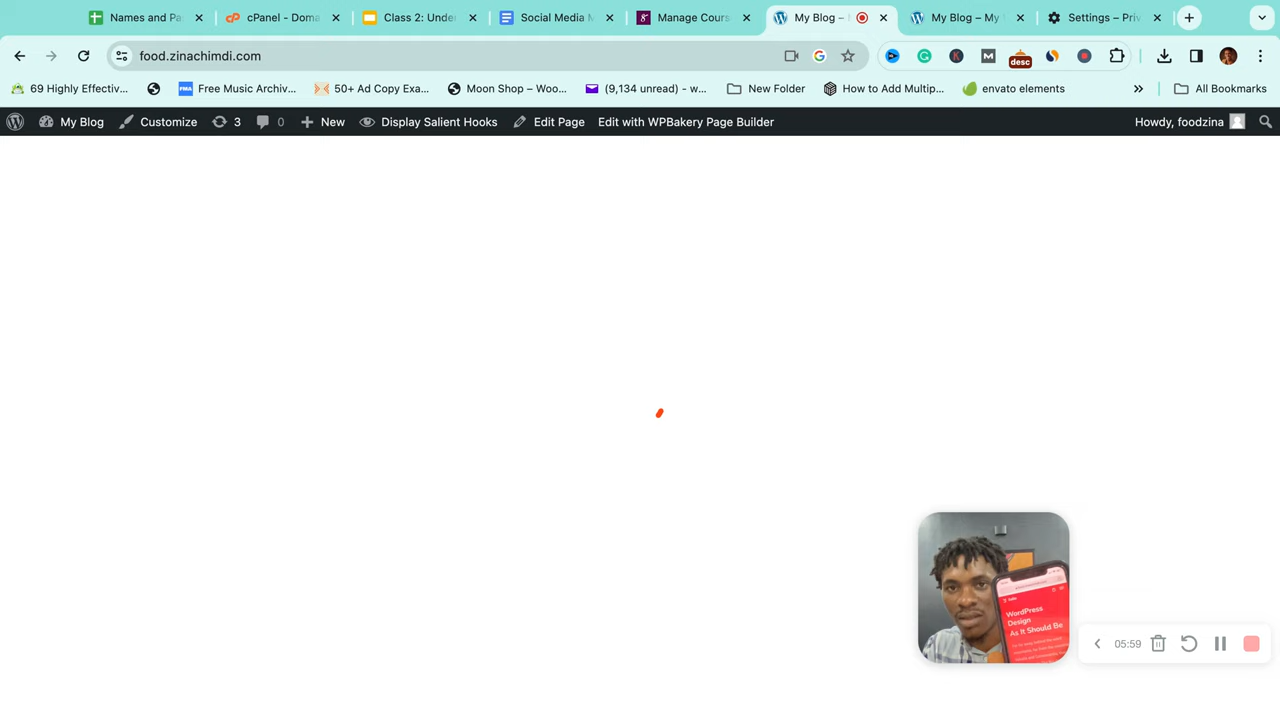 Names and Pa
cPanel - Doma
Class 2: Unde
Social Media M
Manage Cours
My Blog –
My Blog – My
Settings – Priv
food.zinachimdi.com
desc
69 Highly Effectiv...
Free Music Archiv...
50+ Ad Copy Exa...
Moon Shop – Woo...
(9,134 unread) - w...
New Folder
How to Add Multip...
envato elements
All Bookmarks
My Blog
Customize
3
0
New
Display Salient Hooks
Edit Page
Edit with WPBakery Page Builder
Howdy, foodzina
WordPress
Design
As It Should Be
05:59